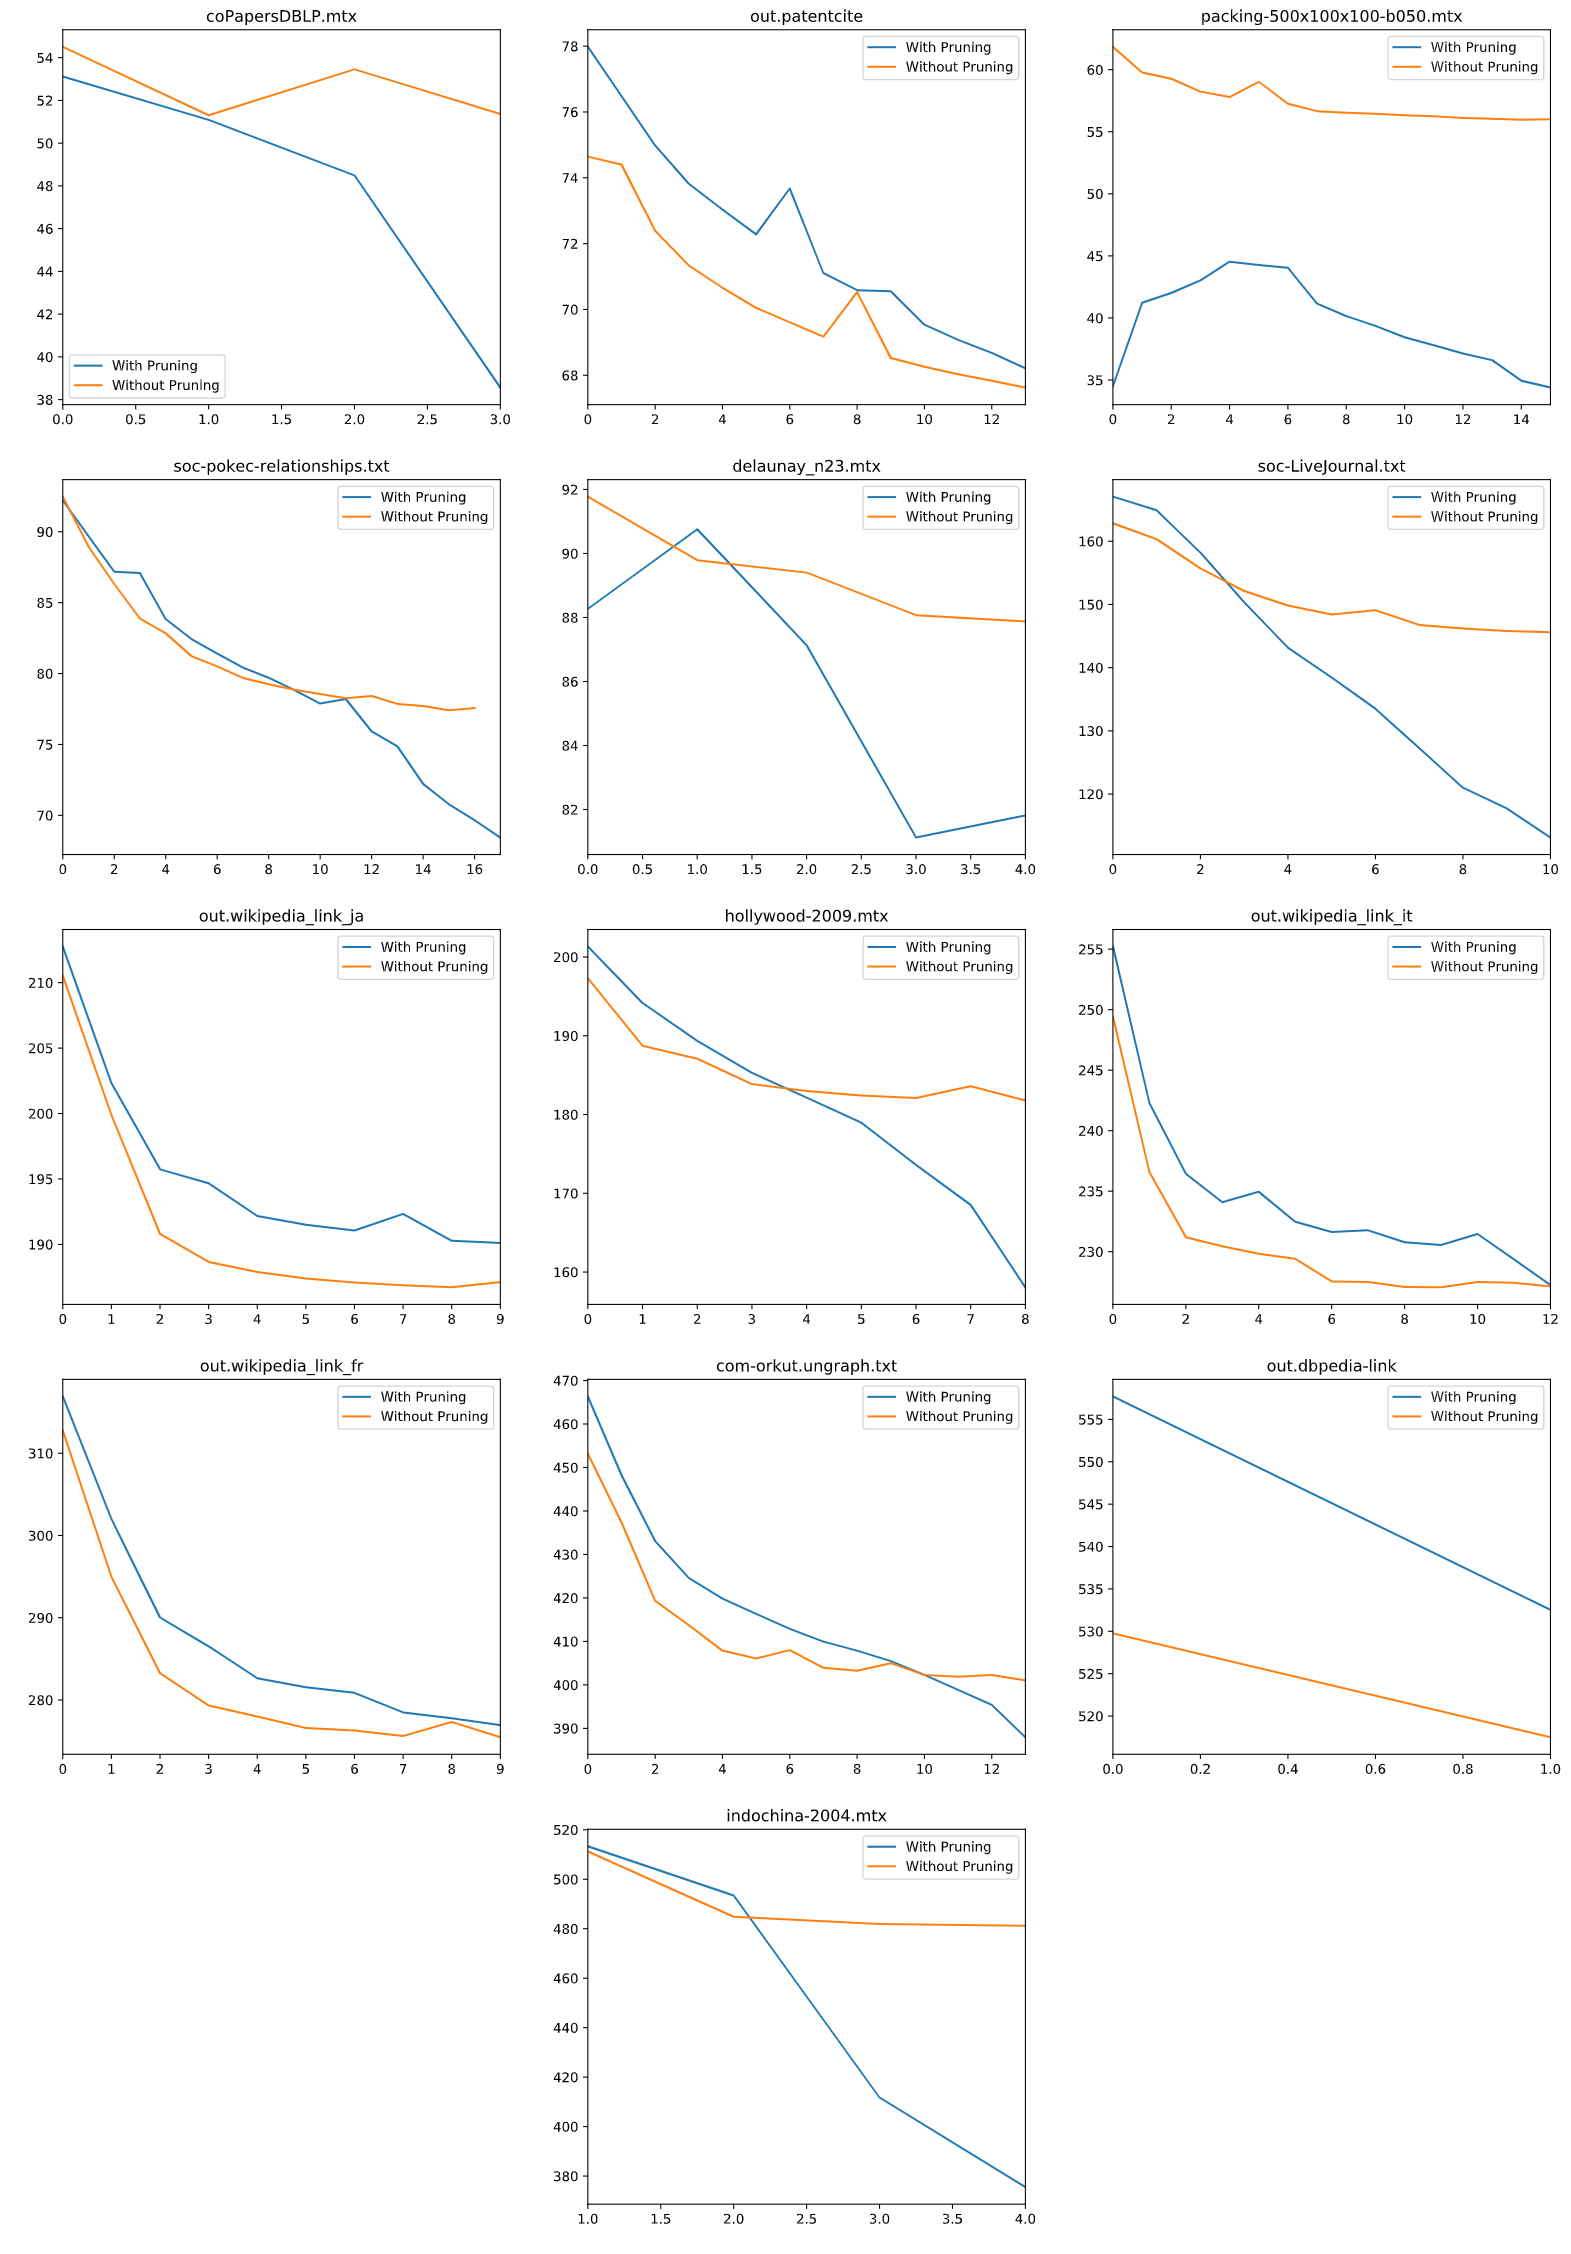 coPapersDBLP.mtx
54
52
50
48
46
44
42
40
38
With Pruning
Without Pruning
0.0 0.5 1.0 1.5 2.0 2.5 3.0
out.patentcite
78
76
74
72
70
68
With Pruning
Without Pruning
0 2 4 6 8 10 12
packing-500x100x100-b050.mtx
60
55
50
45
40
35
With Pruning
Without Pruning
0 2 4 6 8 10 12 14
soc-pokec-relationships.txt
90
85
80
75
70
With Pruning
Without Pruning
0 2 4 6 8 10 12 14 16
delaunay_n23.mtx
92
90
88
86
84
82
With Pruning
Without Pruning
0.0 0.5 1.0 1.5 2.0 2.5 3.0 3.5 4.0
soc-LiveJournal.txt
160
150
140
130
120
With Pruning
Without Pruning
0 2 4 6 8 10
out.wikipedia_link_ja
210
205
200
195
190
With Pruning
Without Pruning
0 1 2 3 4 5 6 7 8 9
hollywood-2009.mtx
200
190
180
170
160
With Pruning
Without Pruning
0 1 2 3 4 5 6 7 8
out.wikipedia_link_it
255
250
245
240
235
230
With Pruning
Without Pruning
0 2 4 6 8 10 12
out.wikipedia_link_fr
310
300
290
280
With Pruning
Without Pruning
0 1 2 3 4 5 6 7 8 9
com-orkut.ungraph.txt
470
460
450
440
430
420
410
400
390
With Pruning
Without Pruning
0 2 4 6 8 10 12
out.dbpedia-link
555
550
545
540
535
530
525
520
With Pruning
Without Pruning
0.0 0.2 0.4 0.6 0.8 1.0
indochina-2004.mtx
520
500
480
460
440
420
400
380
With Pruning
Without Pruning
1.0 1.5 2.0 2.5 3.0 3.5 4.0